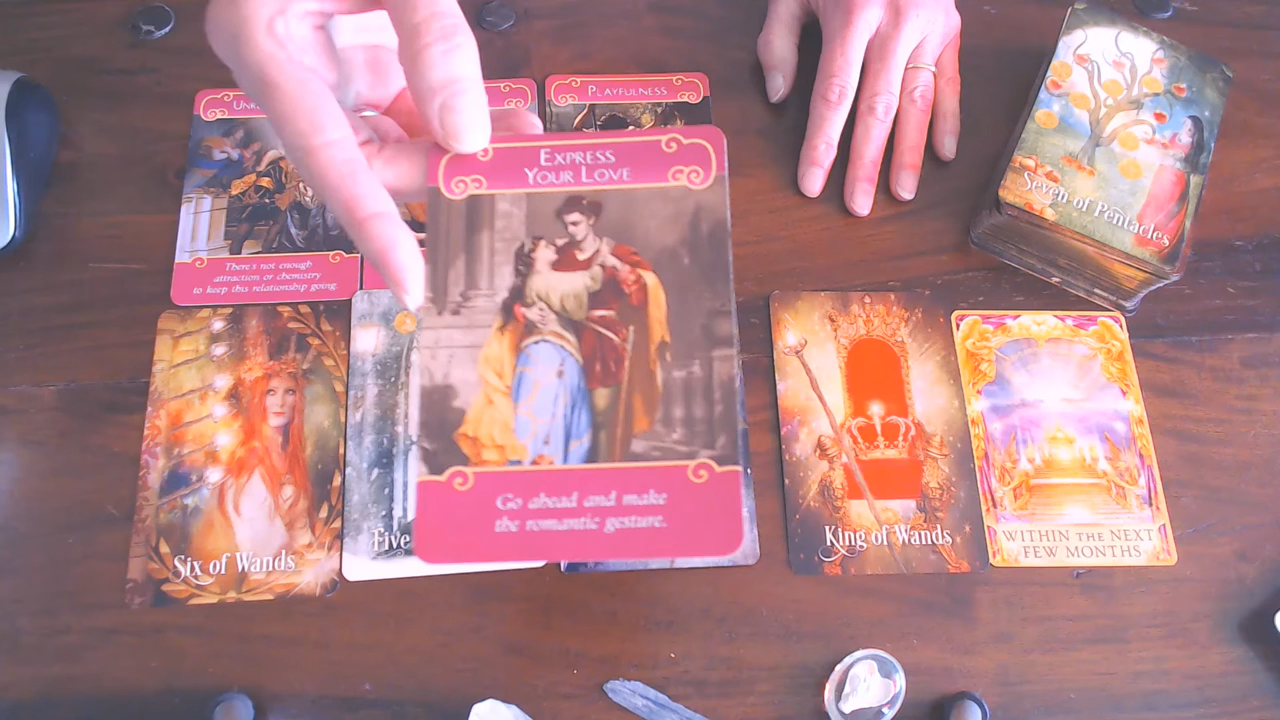 PLAYFULNESS
EXPRESS
YOUR LOVE
Seven of Pentacles
There's not enough
attraction or chemistry
to keep this relationship going.
Go ahead and make
the romantic gesture.
Six of Wands
Five
King of Wands
WITHIN THE NEXT
FEW MONTHS